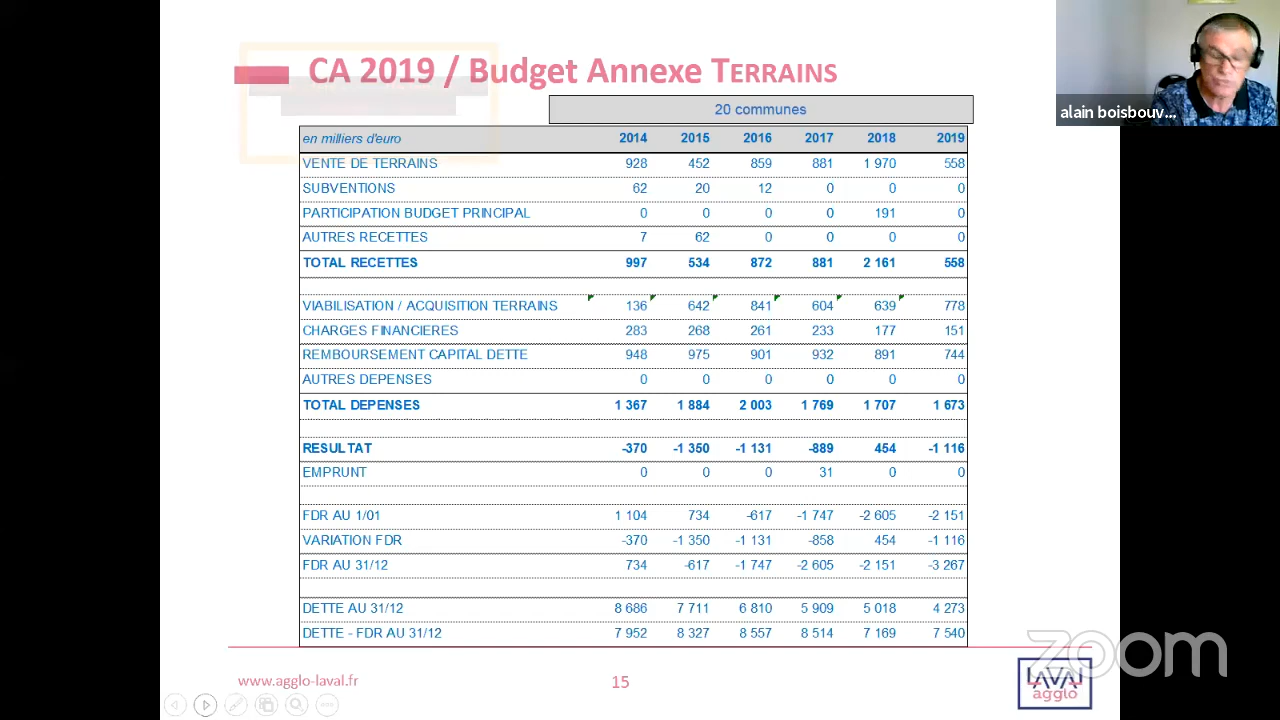 CA 2019 / Budget Annexe TERRAINS
alain boisbouv...
20 communes
en milliers d'euro 2014 2015 2016 2017 2018 2019
VENTE DE TERRAINS 928 452 859 881 1 970 558
SUBVENTIONS 62 20 12 0 0 0
PARTICIPATION BUDGET PRINCIPAL 0 0 0 0 191 0
AUTRES RECETTES 7 62 0 0 0 0
TOTAL RECETTES 997 534 872 881 2 161 558
VIABILISATION / ACQUISITION TERRAINS 136 642 841 604 639 778
CHARGES FINANCIERES 283 268 261 233 177 151
REMBOURSEMENT CAPITAL DETTE 948 975 901 932 891 744
AUTRES DEPENSES 0 0 0 0 0 0
TOTAL DEPENSES 1 367 1 884 2 003 1 769 1 707 1 673
RESULTAT -370 -1 350 -1 131 -889 454 -1 116
EMPRUNT 0 0 0 31 0 0
FDR AU 1/01 1 104 734 -617 -1 747 -2 605 -2 151
VARIATION FDR -370 -1 350 -1 131 -858 454 -1 116
FDR AU 31/12 734 -617 -1 747 -2 605 -2 151 -3 267
DETTE AU 31/12 8 686 7 711 6 810 5 909 5 018 4 273
DETTE - FDR AU 31/12 7 952 8 327 8 557 8 514 7 169 7 540
www.agglo-laval.fr
15
zoom
LAVAL
agglo